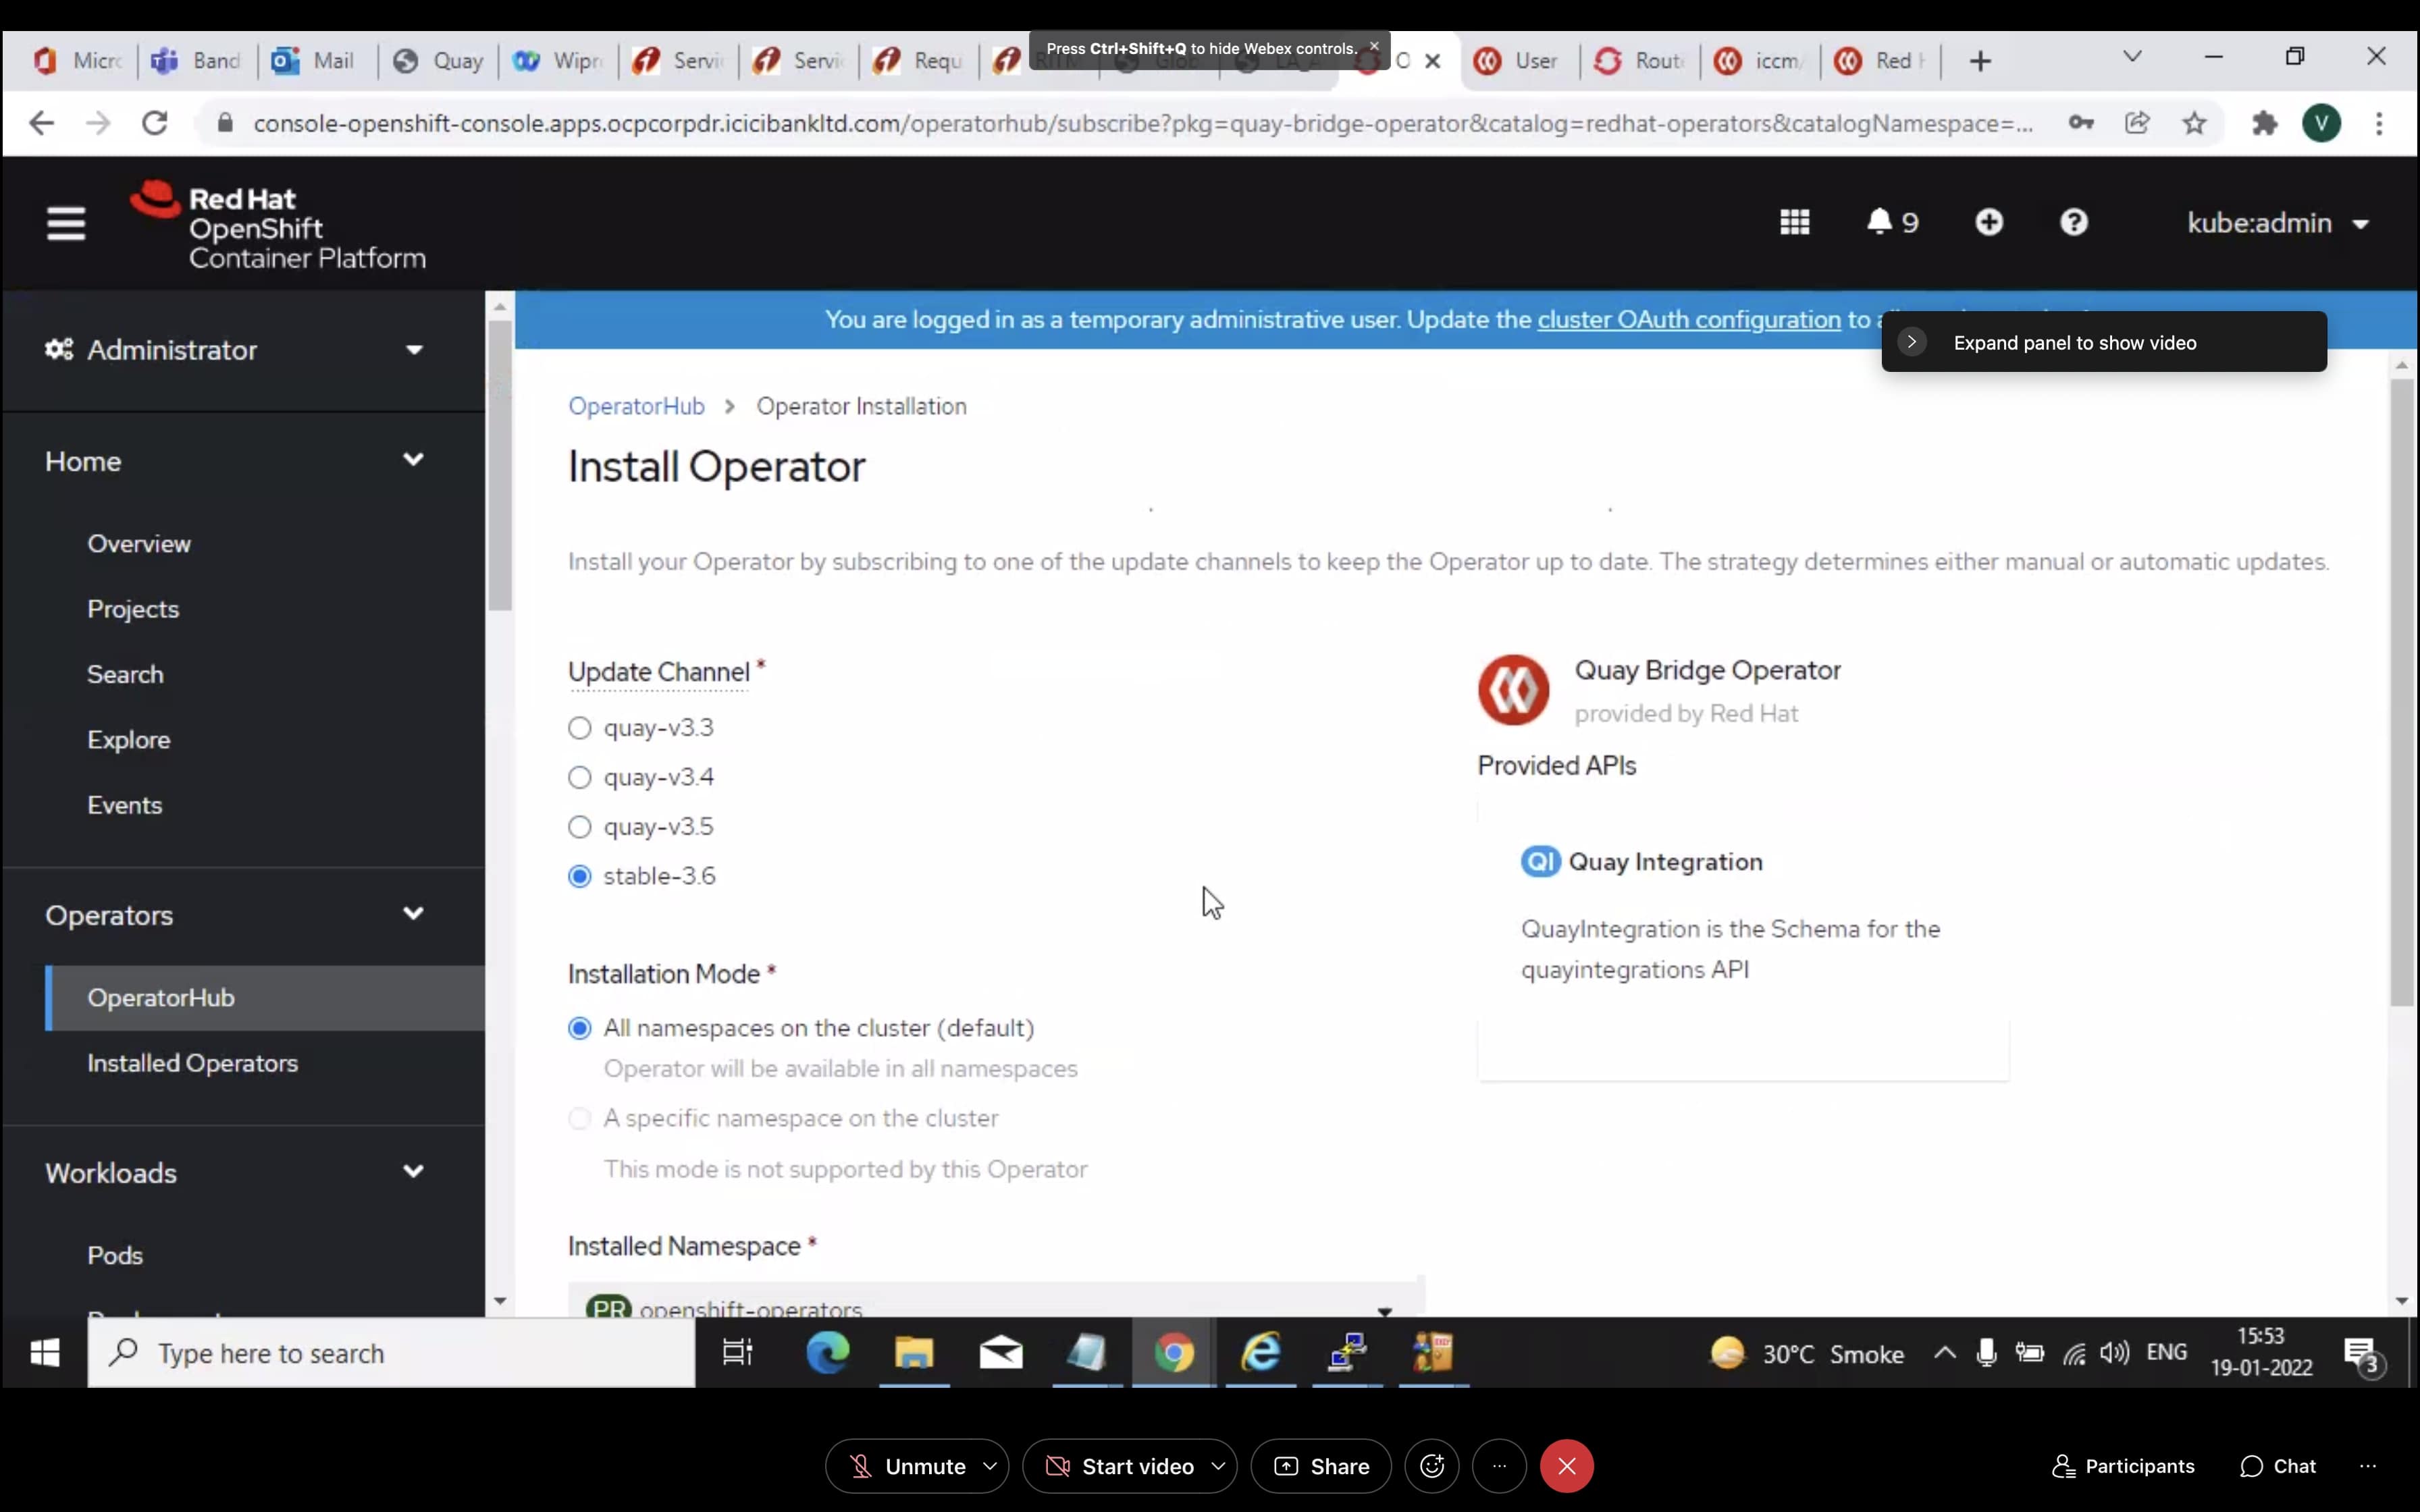 Press Ctrl+Shift+Q to hide Webex controls.
Micr
Band
Mail
Quay
Wipr
Servi
Servi
Requ
User
Rout
iccm
Red
console-openshift-console.apps.ocpcorpdr.icicibankltd.com/operatorhub/subscribe?pkg=quay-bridge-operator&catalog=redhat-operators&catalogNamespace=...
V
Red Hat
OpenShift
Container Platform
9
kube:admin
You are logged in as a temporary administrative user. Update the cluster OAuth configuration to
Expand panel to show video
Administrator
Home
Overview
Projects
Search
Explore
Events
Operators
OperatorHub
Installed Operators
Workloads
Pods
OperatorHub > Operator Installation
Install Operator
Install your Operator by subscribing to one of the update channels to keep the Operator up to date. The strategy determines either manual or automatic updates.
Update Channel *
quay-v3.3
quay-v3.4
quay-v3.5
stable-3.6
Installation Mode *
All namespaces on the cluster (default)
Operator will be available in all namespaces
A specific namespace on the cluster
This mode is not supported by this Operator
Installed Namespace *
PR openshift-operators
Quay Bridge Operator
provided by Red Hat
Provided APIs
QI Quay Integration
QuayIntegration is the Schema for the
quayintegrations API
Type here to search
30°C Smoke
ENG
15:53
19-01-2022
3
Unmute
Start video
Share
Participants
Chat